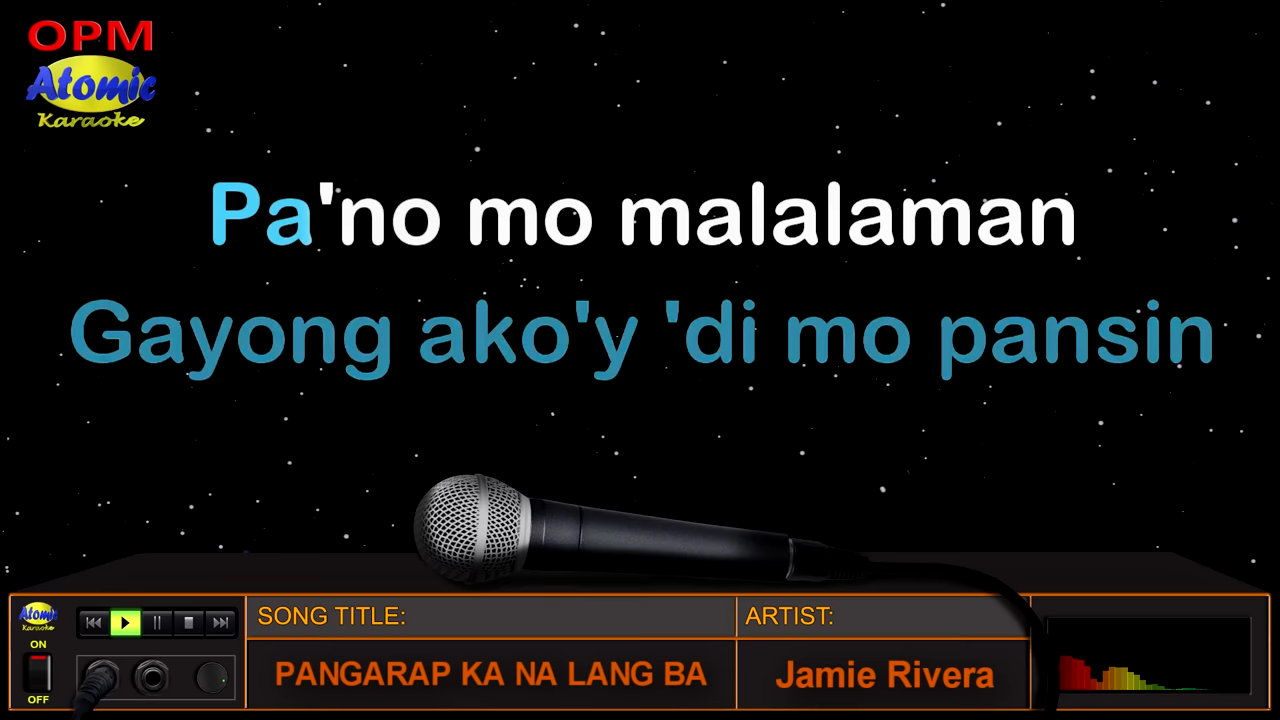 OPM
Atomic
Karaoke
Pa'no mo malalaman
Gayong ako'y 'di mo pansin
Atomic
Karaoke
ON
OFF
SONG TITLE:
PANGARAP KA NA LANG BA
ARTIST:
Jamie Rivera